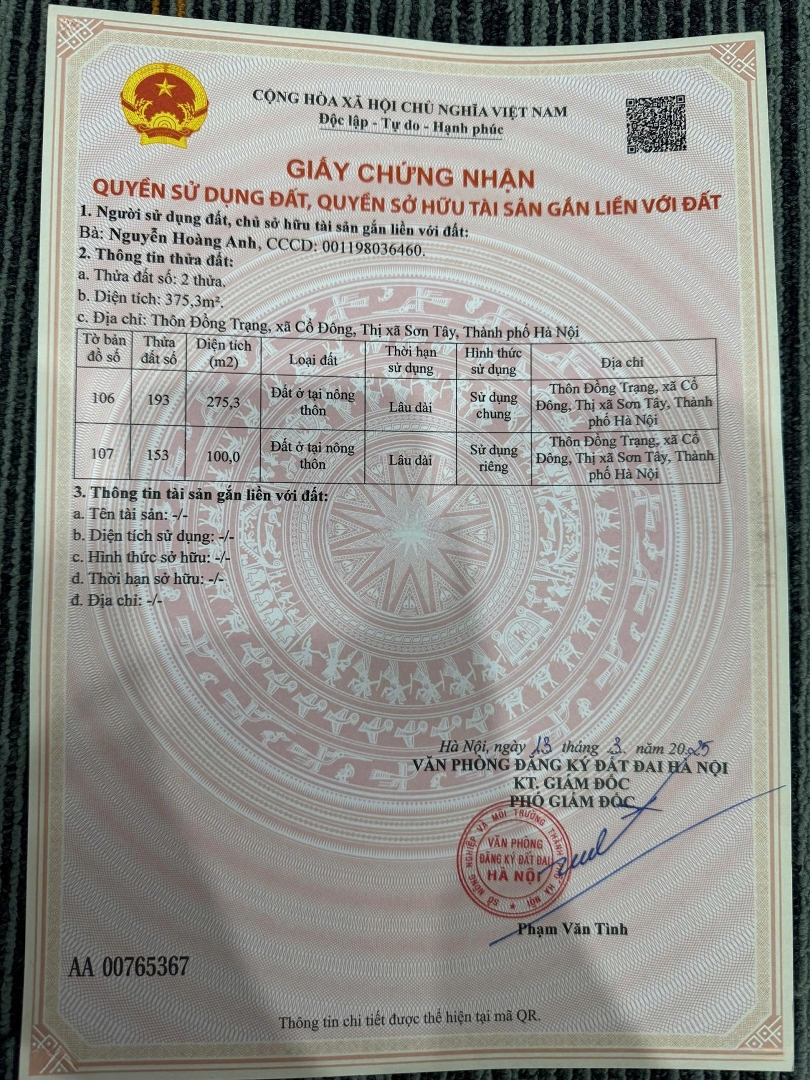 CỘNG HÒA XÃ HỘI CHỦ NGHĨA VIỆT NAM
Độc lập - Tự do - Hạnh phúc
GIẤY CHỨNG NHẬN
QUYỀN SỬ DỤNG ĐẤT, QUYỀN SỞ HỮU TÀI SẢN GẮN LIỀN VỚI ĐẤT
1. Người sử dụng đất, chủ sở hữu tài sản gắn liền với đất:
Bà: Nguyễn Hoàng Anh, CCCD: 001198036460.
2. Thông tin thửa đất:
a. Thửa đất số: 2 thửa.
b. Diện tích: 375,3m².
c. Địa chỉ: Thôn Đồng Trạng, xã Cổ Đông, Thị xã Sơn Tây, Thành phố Hà Nội
Tờ bản đồ số | Thửa đất số | Diện tích (m2) | Loại đất | Thời hạn sử dụng | Hình thức sử dụng | Địa chỉ
106 | 193 | 275,3 | Đất ở tại nông thôn | Lâu dài | Sử dụng chung | Thôn Đồng Trạng, xã Cổ Đông, Thị xã Sơn Tây, Thành phố Hà Nội
107 | 153 | 100,0 | Đất ở tại nông thôn | Lâu dài | Sử dụng riêng | Thôn Đồng Trạng, xã Cổ Đông, Thị xã Sơn Tây, Thành phố Hà Nội
3. Thông tin tài sản gắn liền với đất:
a. Tên tài sản: -/-
b. Diện tích sử dụng: -/-
c. Hình thức sở hữu: -/-
d. Thời hạn sở hữu: -/-
đ. Địa chỉ: -/-
Hà Nội, ngày 13 tháng 3 năm 2025
VĂN PHÒNG ĐĂNG KÝ ĐẤT ĐAI HÀ NỘI
KT. GIÁM ĐỐC
PHÓ GIÁM ĐỐC
SỞ NÔNG NGHIỆP VÀ MÔI TRƯỜNG THÀNH PHỐ HÀ NỘI
VĂN PHÒNG
ĐĂNG KÝ ĐẤT ĐAI
HÀ NỘI
Phạm Văn Tình
AA 00765367
Thông tin chi tiết được thể hiện tại mã QR.